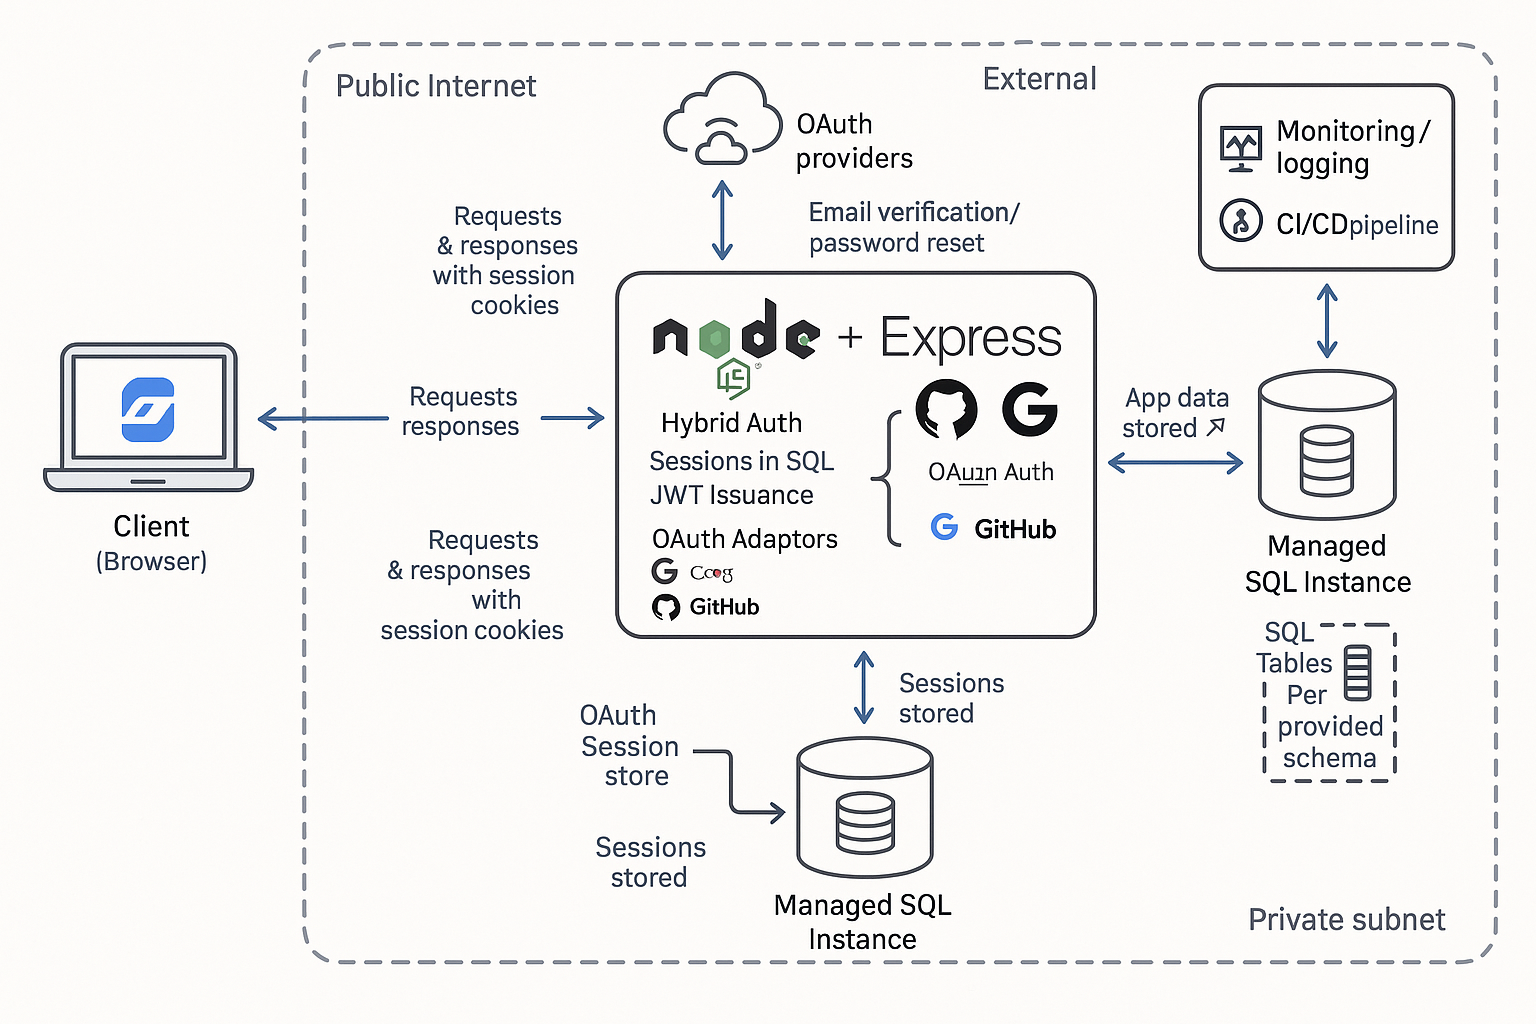 Public Internet
External
OAuth
providers
Monitoring/
logging
CI/CDpipeline
Requests
& responses
with session
cookies
Email verification/
password reset
node + Express
JS
Hybrid Auth
Sessions in SQL
JWT Issuance
OAuth Adaptors
G
GitHub
G
Auth
G GitHub
Requests
responses
App data
stored
Client
(Browser)
Requests
& responses
with
session cookies
Managed
SQL Instance
SQL
Tables
Per
provided
schema
Sessions
stored
OAuth
Session
store
Sessions
stored
Managed SQL
Instance
Private subnet